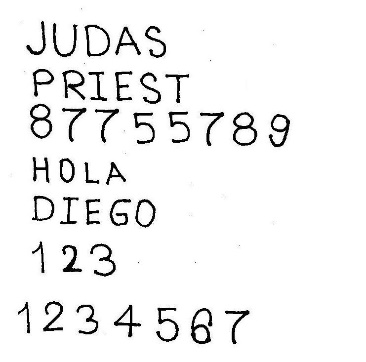 JUDAS
PRIEST
87755789
HOLA
DIEGO
123
1234567